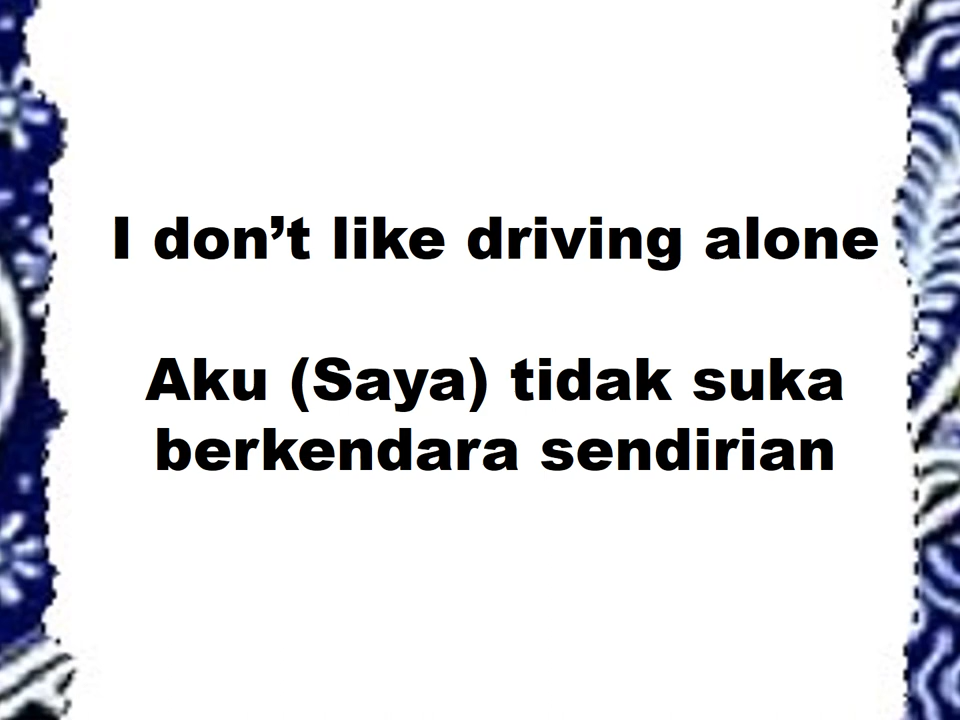 I don’t like driving alone
Aku (Saya) tidak suka
berkendara sendirian